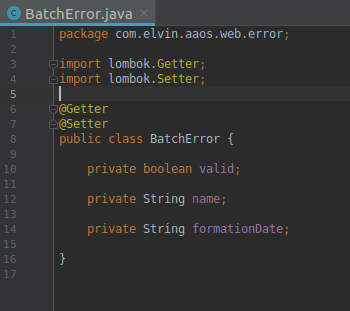 BatchError.java
1 package com.elvin.aaos.web.error;
2
3 import lombok.Getter;
4 import lombok.Setter;
5
6 @Getter
7 @Setter
8 public class BatchError {
9
10 private boolean valid;
11
12 private String name;
13
14 private String formationDate;
15
16 }
17